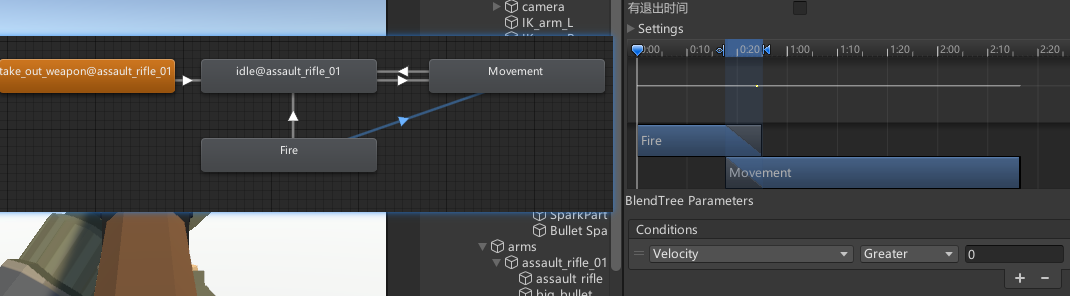 camera
IK_arm_L
take_out_weapon@assault_rifle_01
idle@assault_rifle_01
Movement
Fire
SparkPart
Bullet Spa
arms
assault_rifle_01
assault rifle
big_bullet
有退出时间
Settings
0:00 0:10 0:20 1:00 1:10 1:20 2:00 2:10 2:20
Fire
Movement
BlendTree Parameters
Conditions
Velocity Greater 0
+ −